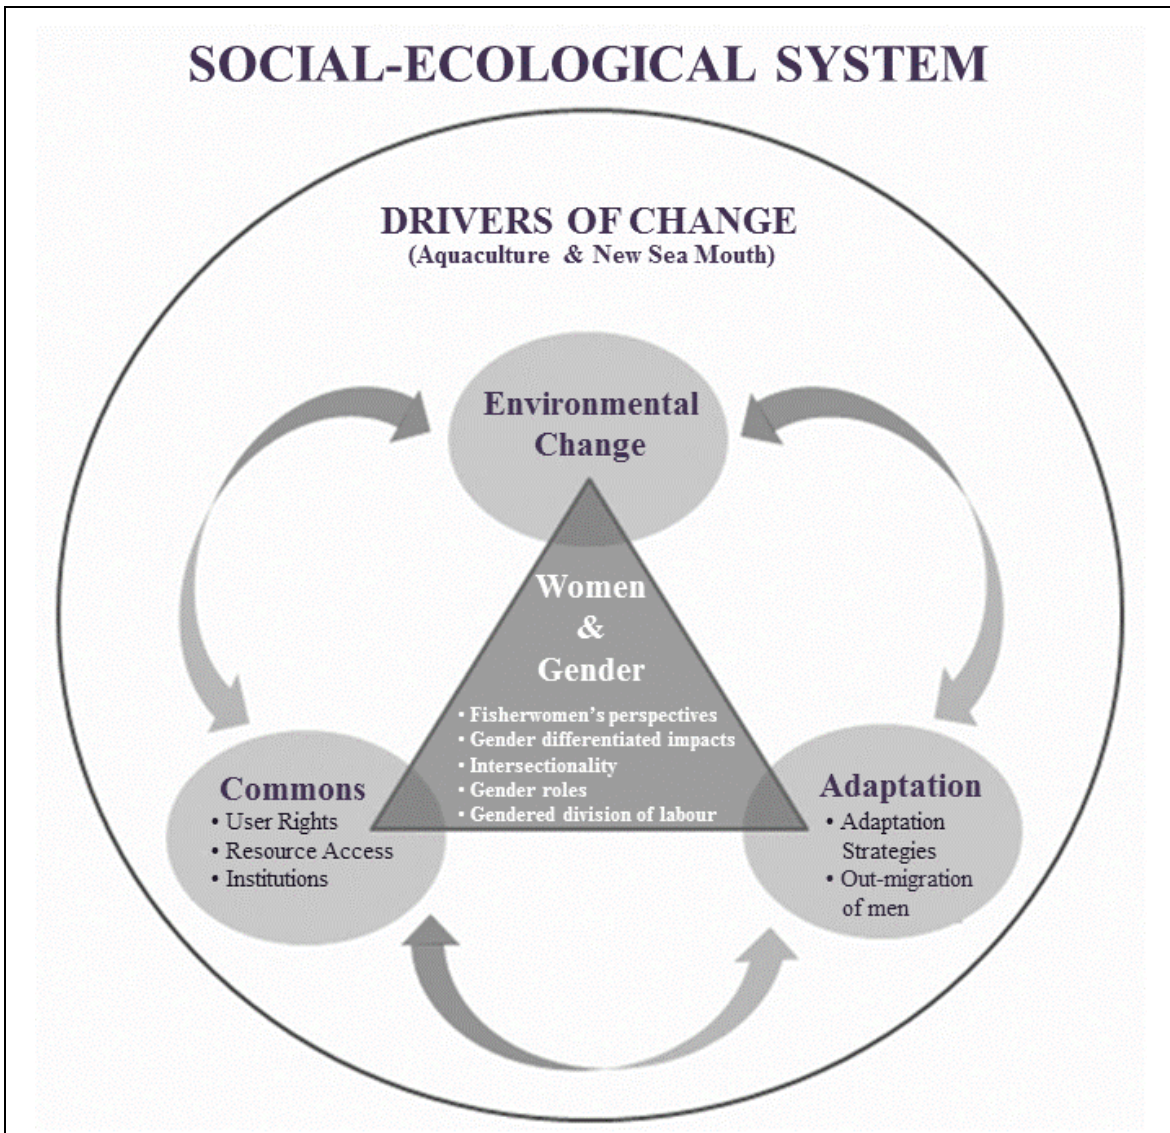 SOCIAL-ECOLOGICAL SYSTEM
DRIVERS OF CHANGE
(Aquaculture & New Sea Mouth)
Environmental
Change
Women
&
Gender
• Fisherwomen's perspectives
• Gender differentiated impacts
• Intersectionality
• Gender roles
• Gendered division of labour
Commons
• User Rights
• Resource Access
• Institutions
Adaptation
• Adaptation
Strategies
• Out-migration
of men